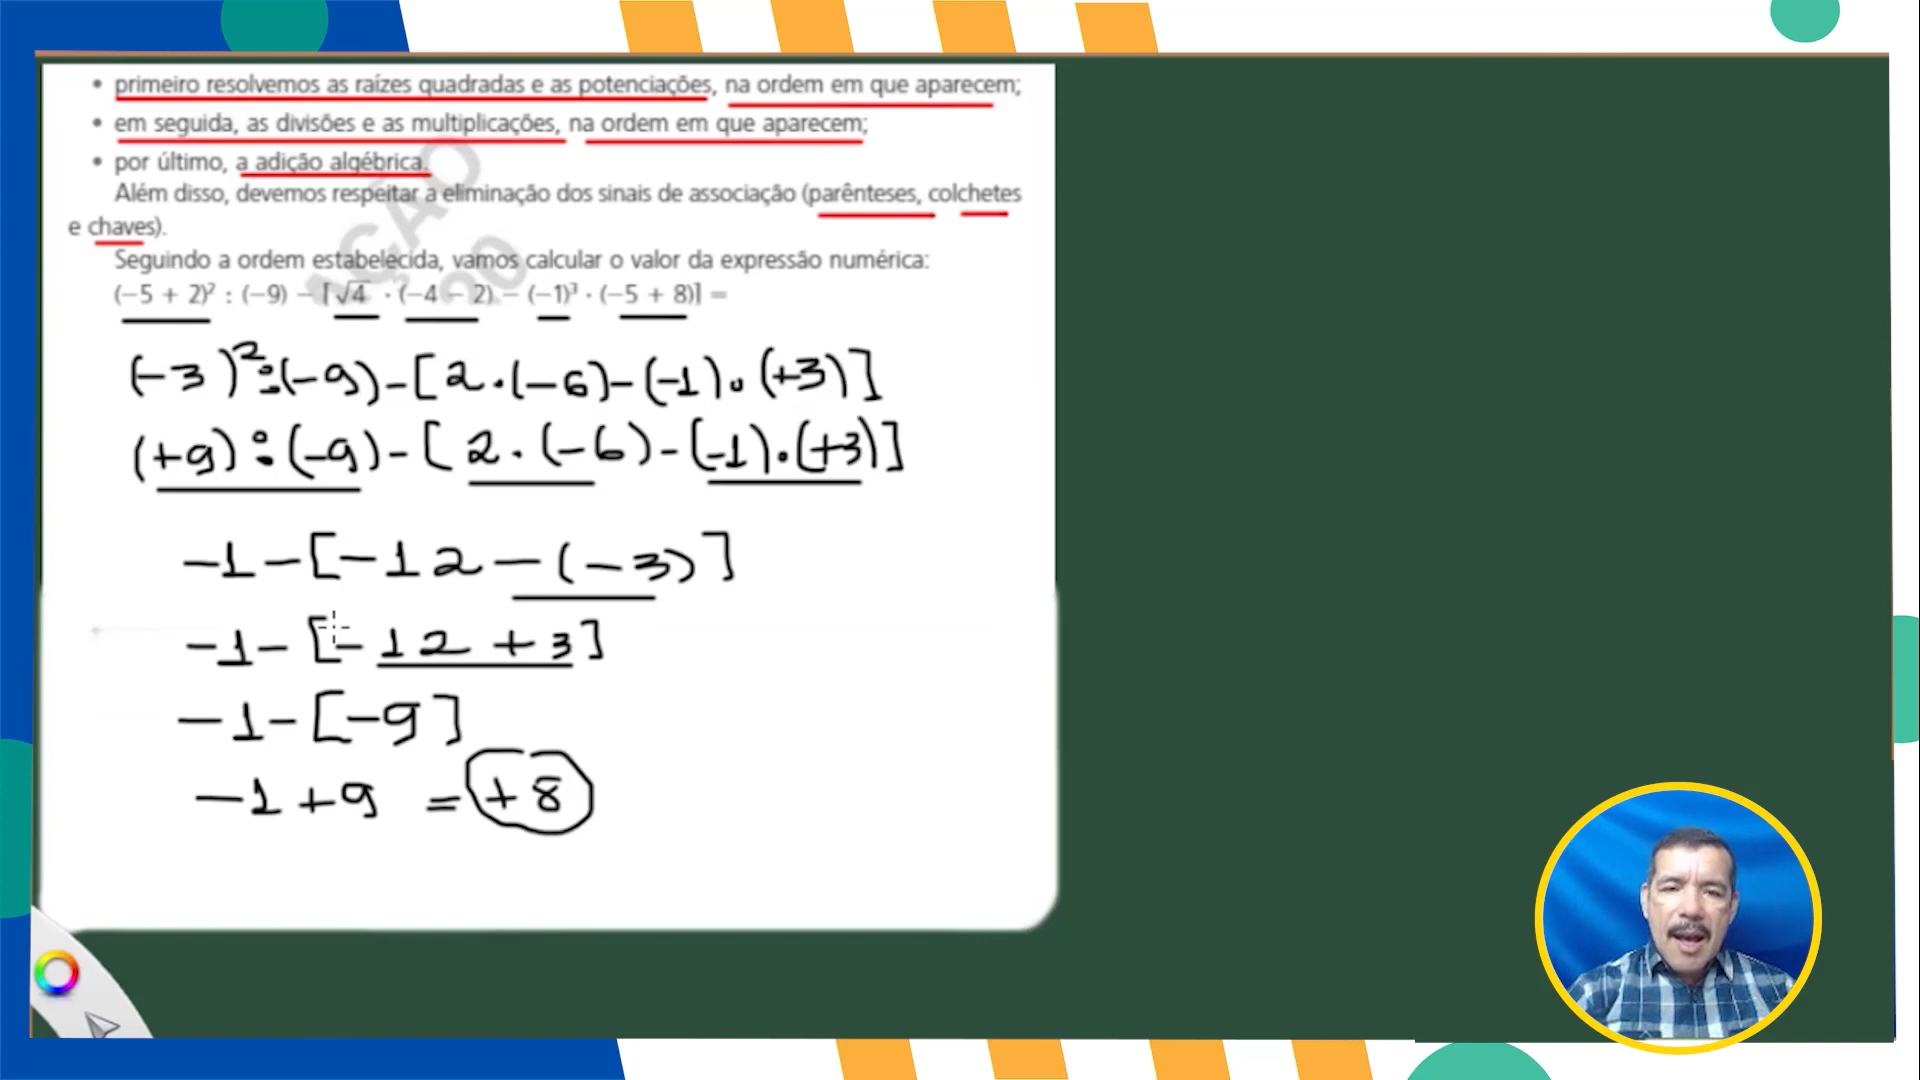 • primeiro resolvemos as raízes quadradas e as potenciações, na ordem em que aparecem;
• em seguida, as divisões e as multiplicações, na ordem em que aparecem;
• por último, a adição algébrica.
Além disso, devemos respeitar a eliminação dos sinais de associação (parênteses, colchetes
e chaves).
Seguindo a ordem estabelecida, vamos calcular o valor da expressão numérica:
(−5 + 2)² : (−9) − [√4 · (−4 − 2) − (−1)³ · (−5 + 8)] =
(−3)² : (−9) − [2 · (−6) − (−1) · (+3)]
(+9) : (−9) − [2 · (−6) − (−1) · (+3)]
−1 − [−12 − (−3)]
−1 − [−12 + 3]
−1 − [−9]
−1 + 9 = +8